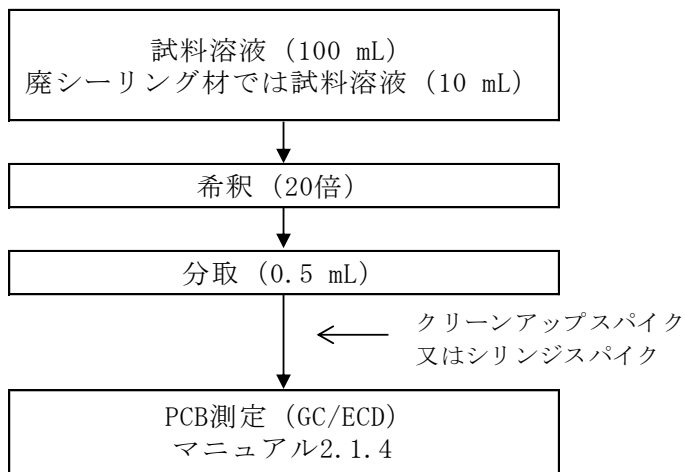 試料溶液 (100 mL)
廃シーリング材では試料溶液 (10 mL)
希釈 (20倍)
分取 (0.5 mL)
クリーンアップスパイク
又はシリンジスパイク
PCB測定 (GC/ECD)
マニュアル2.1.4